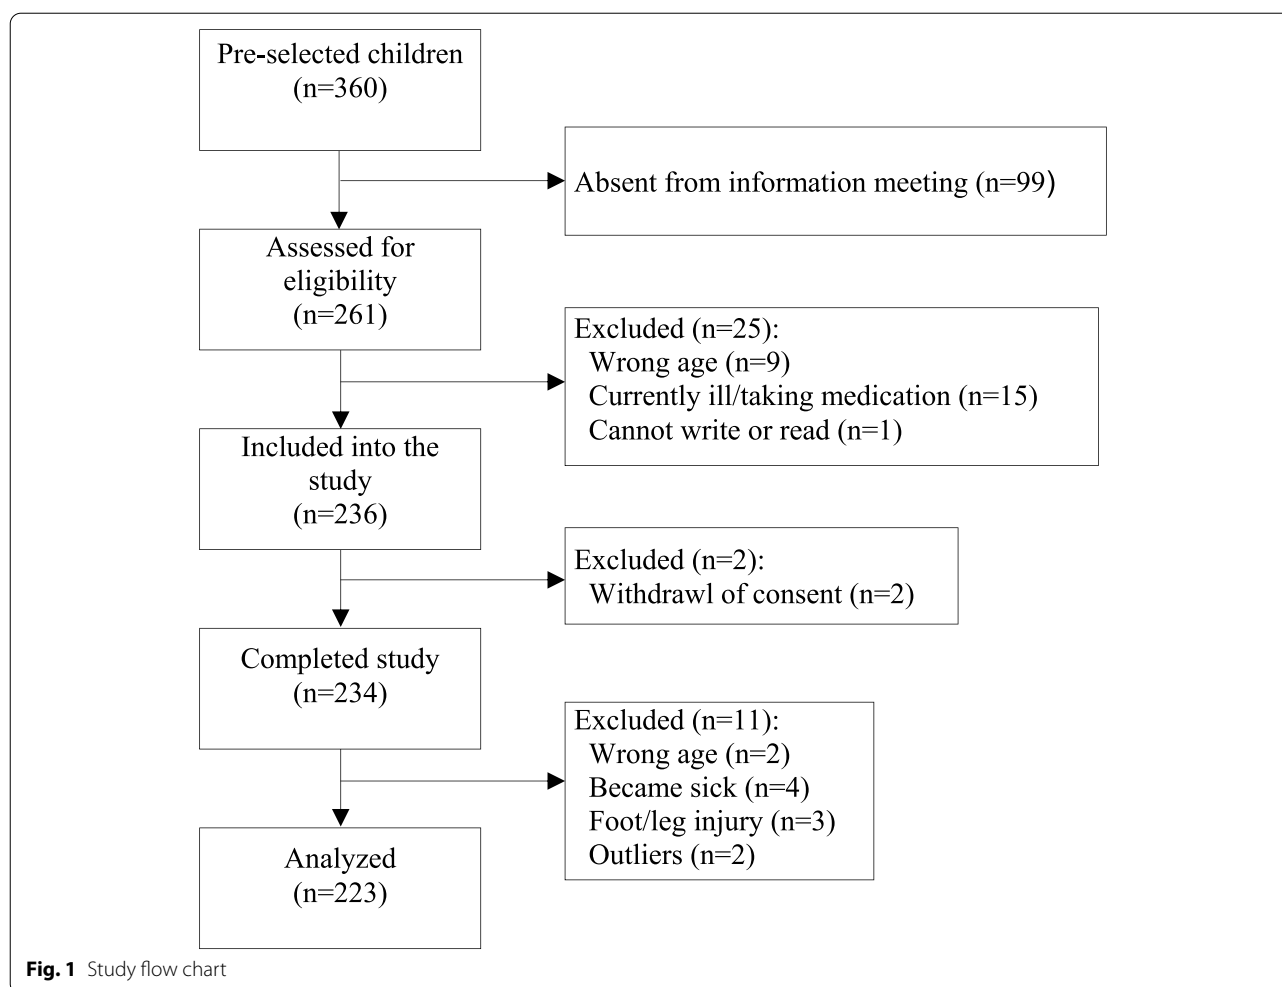 Pre-selected children
(n=360)
Absent from information meeting (n=99)
Assessed for
eligibility
(n=261)
Excluded (n=25):
Wrong age (n=9)
Currently ill/taking medication (n=15)
Cannot write or read (n=1)
Included into the
study
(n=236)
Excluded (n=2):
Withdrawl of consent (n=2)
Completed study
(n=234)
Excluded (n=11):
Wrong age (n=2)
Became sick (n=4)
Foot/leg injury (n=3)
Outliers (n=2)
Analyzed
(n=223)
Fig. 1 Study flow chart